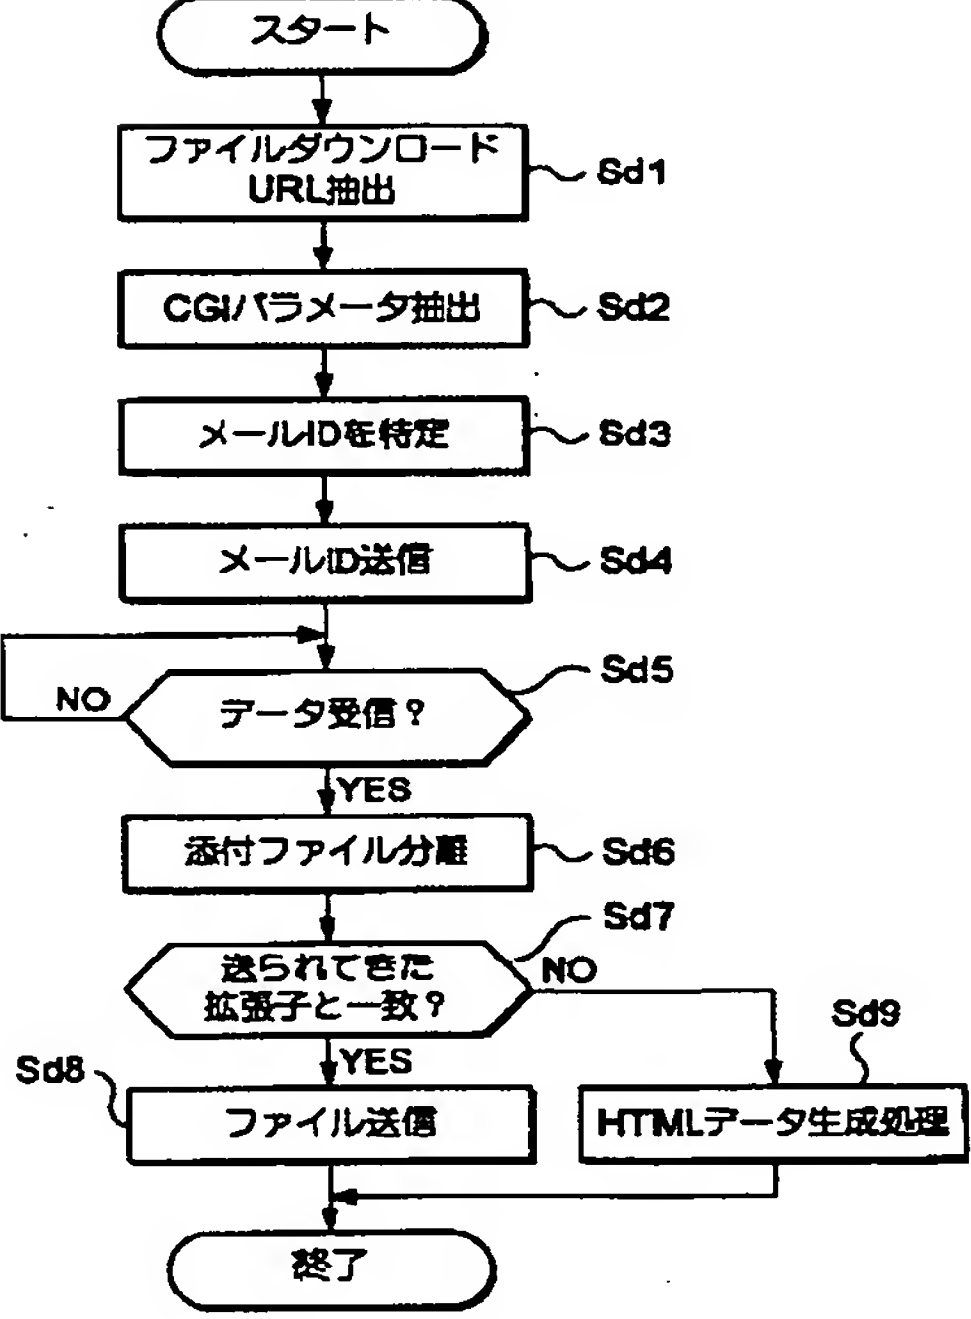 スタート
ファイルダウンロード
URL抽出
Sd1
CGIパラメータ抽出
Sd2
メールIDを特定
Sd3
メールID送信
Sd4
データ受信?
Sd5
NO
YES
添付ファイル分離
Sd6
送られてきた
拡張子と一致?
Sd7
NO
YES
Sd8
ファイル送信
Sd9
HTMLデータ生成処理
終了